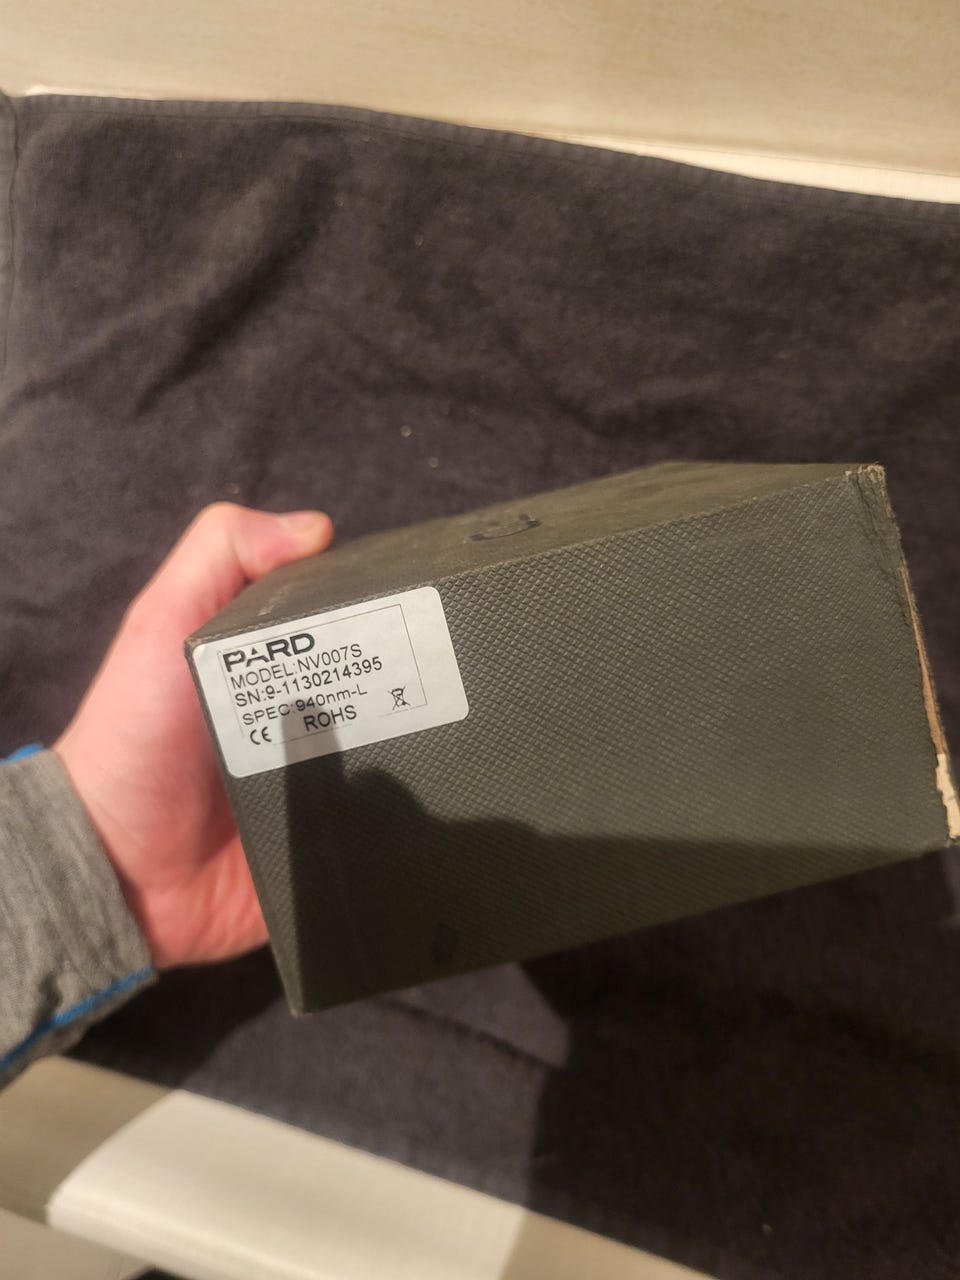 PARD
MODEL:NV007S
SN:9-1130214395
SPEC:940nm-L
CE ROHS